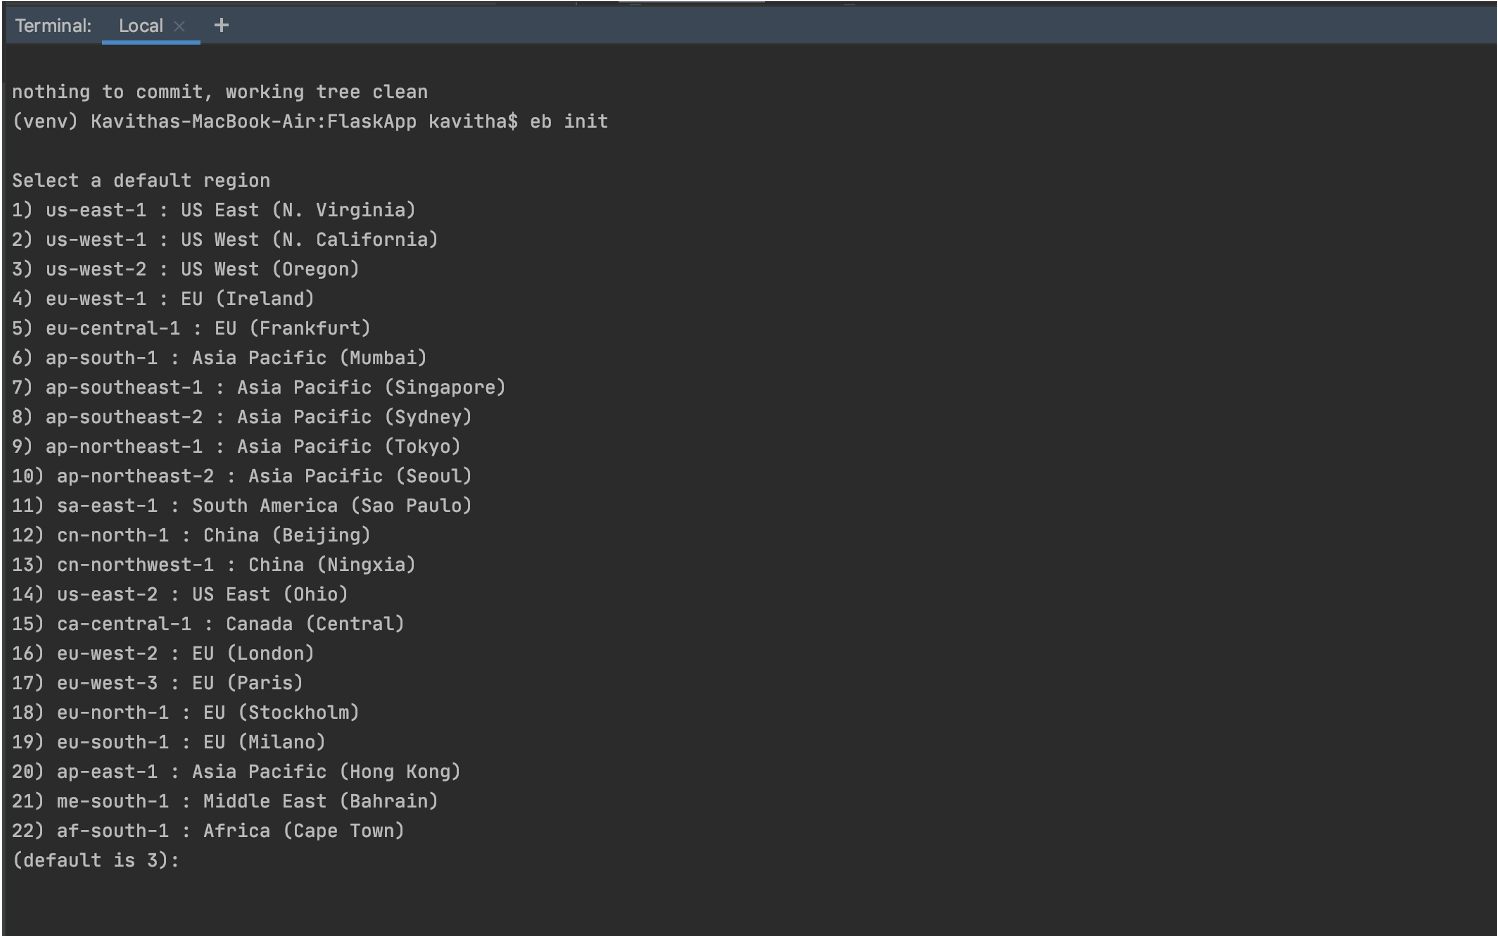 Terminal: Local × +
nothing to commit, working tree clean
(venv) Kavithas-MacBook-Air:FlaskApp kavitha$ eb init
Select a default region
1) us-east-1 : US East (N. Virginia)
2) us-west-1 : US West (N. California)
3) us-west-2 : US West (Oregon)
4) eu-west-1 : EU (Ireland)
5) eu-central-1 : EU (Frankfurt)
6) ap-south-1 : Asia Pacific (Mumbai)
7) ap-southeast-1 : Asia Pacific (Singapore)
8) ap-southeast-2 : Asia Pacific (Sydney)
9) ap-northeast-1 : Asia Pacific (Tokyo)
10) ap-northeast-2 : Asia Pacific (Seoul)
11) sa-east-1 : South America (Sao Paulo)
12) cn-north-1 : China (Beijing)
13) cn-northwest-1 : China (Ningxia)
14) us-east-2 : US East (Ohio)
15) ca-central-1 : Canada (Central)
16) eu-west-2 : EU (London)
17) eu-west-3 : EU (Paris)
18) eu-north-1 : EU (Stockholm)
19) eu-south-1 : EU (Milano)
20) ap-east-1 : Asia Pacific (Hong Kong)
21) me-south-1 : Middle East (Bahrain)
22) af-south-1 : Africa (Cape Town)
(default is 3):